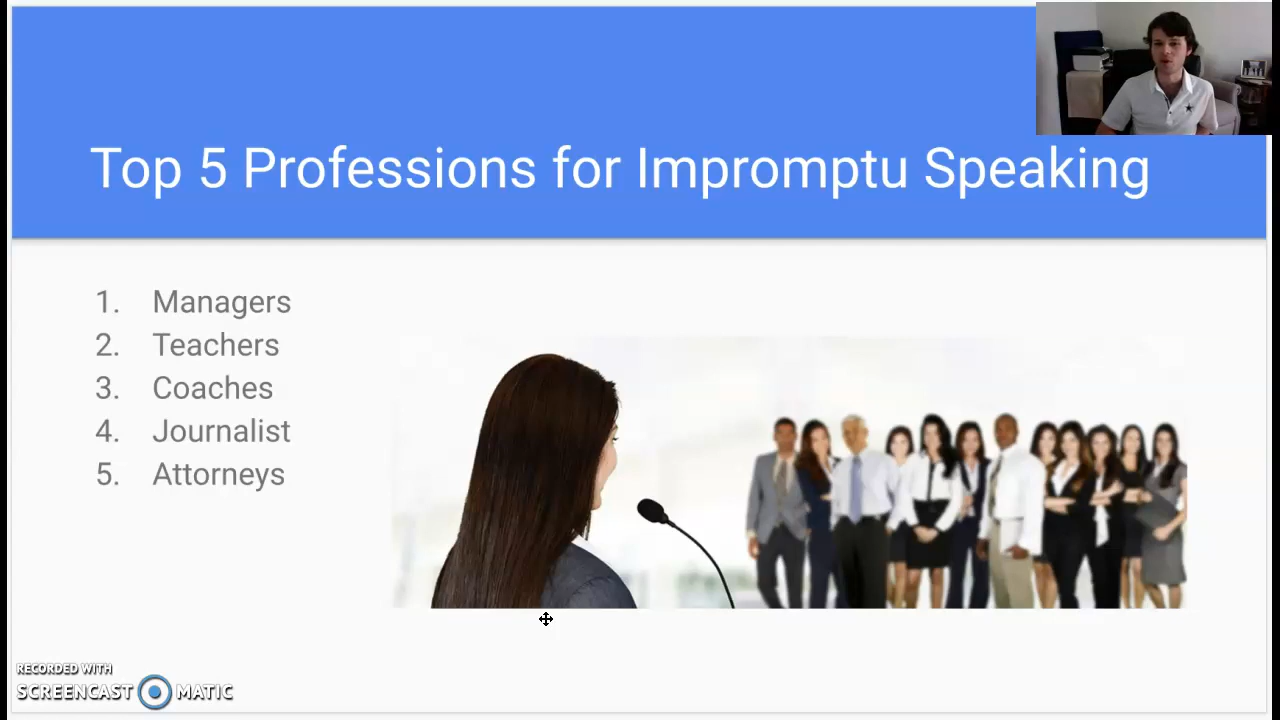 Top 5 Professions for Impromptu Speaking
1. Managers
2. Teachers
3. Coaches
4. Journalist
5. Attorneys
RECORDED WITH
SCREENCAST MATIC